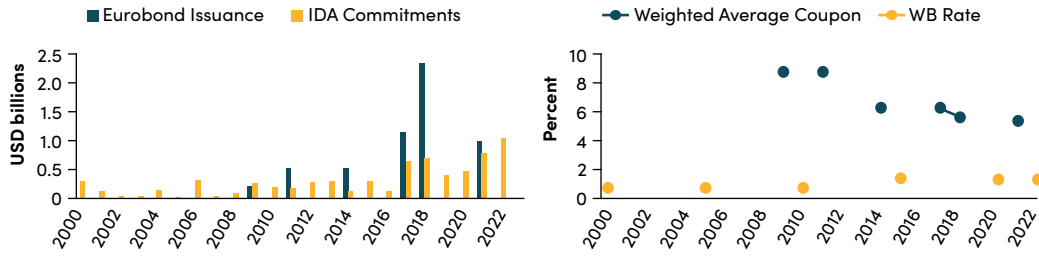 Eurobond Issuance IDA Commitments
USD billions
2.5
2.0
1.5
1.0
0.5
0
2000 2002 2004 2006 2008 2010 2012 2014 2016 2018 2020 2022
Weighted Average Coupon WB Rate
Percent
10
8
6
4
2
0
2000 2002 2004 2006 2008 2010 2012 2014 2016 2018 2020 2022